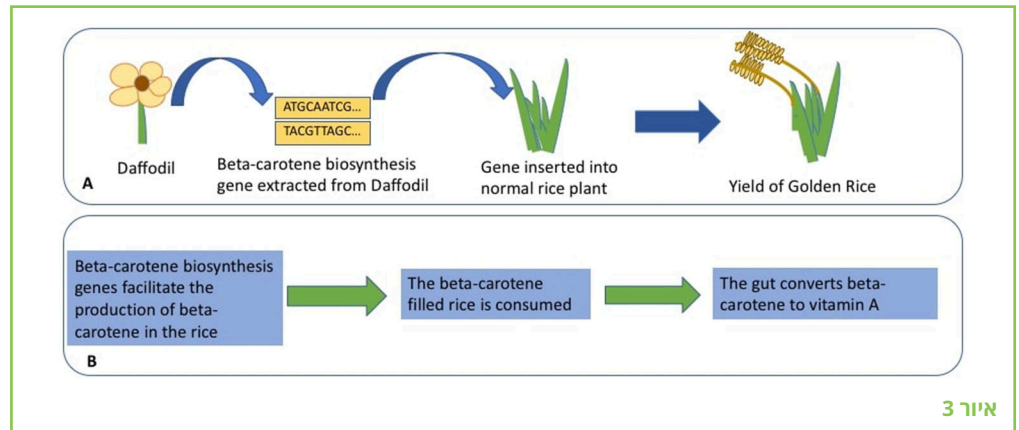 ATGCAATCG...
TACGTTAGC...
Daffodil
Beta-carotene biosynthesis
gene extracted from Daffodil
Gene inserted into
normal rice plant
Yield of Golden Rice
A
Beta-carotene biosynthesis
genes facilitate the
production of beta-
carotene in the rice
The beta-carotene
filled rice is consumed
The gut converts beta-
carotene to vitamin A
B
איור 3